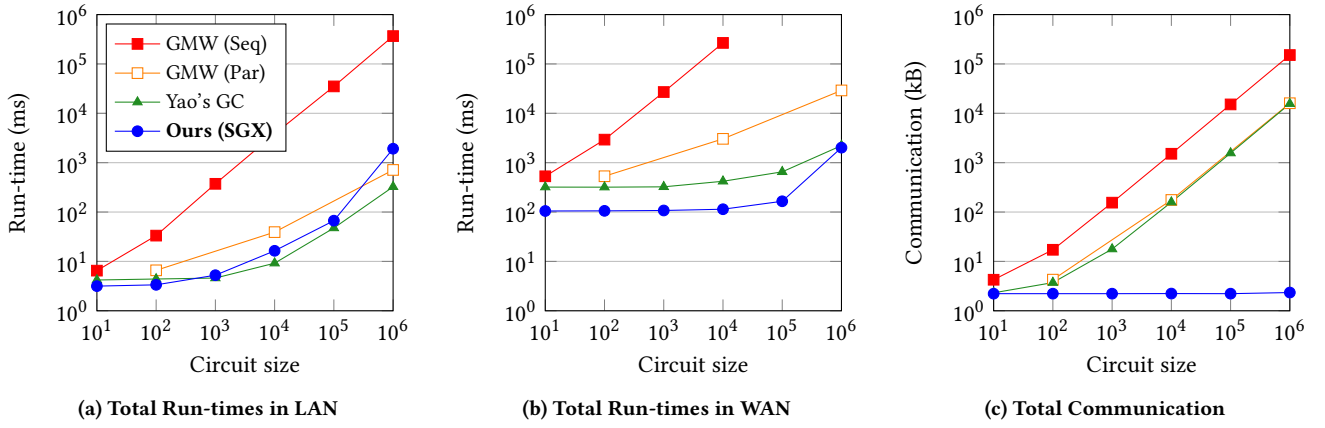 Run-time (ms)
10^6
10^5
10^4
10^3
10^2
10^1
10^0
GMW (Seq)
GMW (Par)
Yao's GC
Ours (SGX)
10^1 10^2 10^3 10^4 10^5 10^6
Circuit size
(a) Total Run-times in LAN
Run-time (ms)
10^6
10^5
10^4
10^3
10^2
10^1
10^0
10^1 10^2 10^3 10^4 10^5 10^6
Circuit size
(b) Total Run-times in WAN
Communication (kB)
10^6
10^5
10^4
10^3
10^2
10^1
10^0
10^1 10^2 10^3 10^4 10^5 10^6
Circuit size
(c) Total Communication